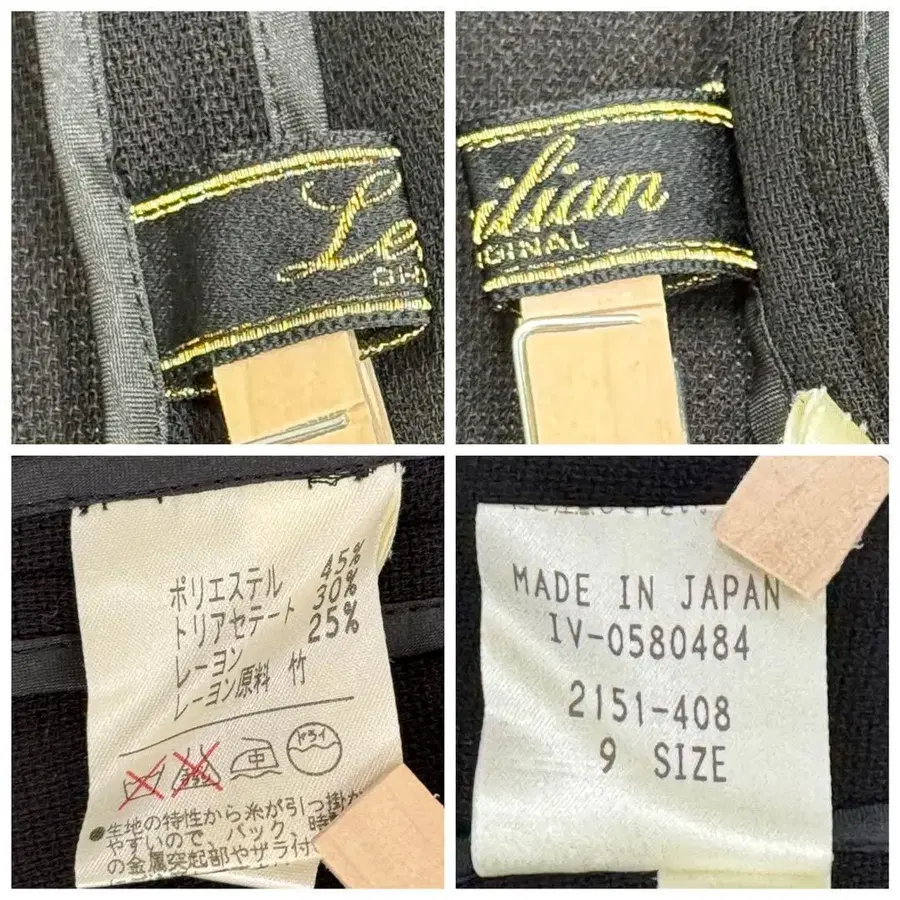 Le
ilian
ポリエステル 45%
トリアセテート 30%
レーヨン 25%
レーヨン原料 竹
中
ドライ
●生地の特性から糸が引っ掛か
やすいので、バック、時
の金属突起部やザラ付
MADE IN JAPAN
IV-0580484
2151-408
9 SIZE